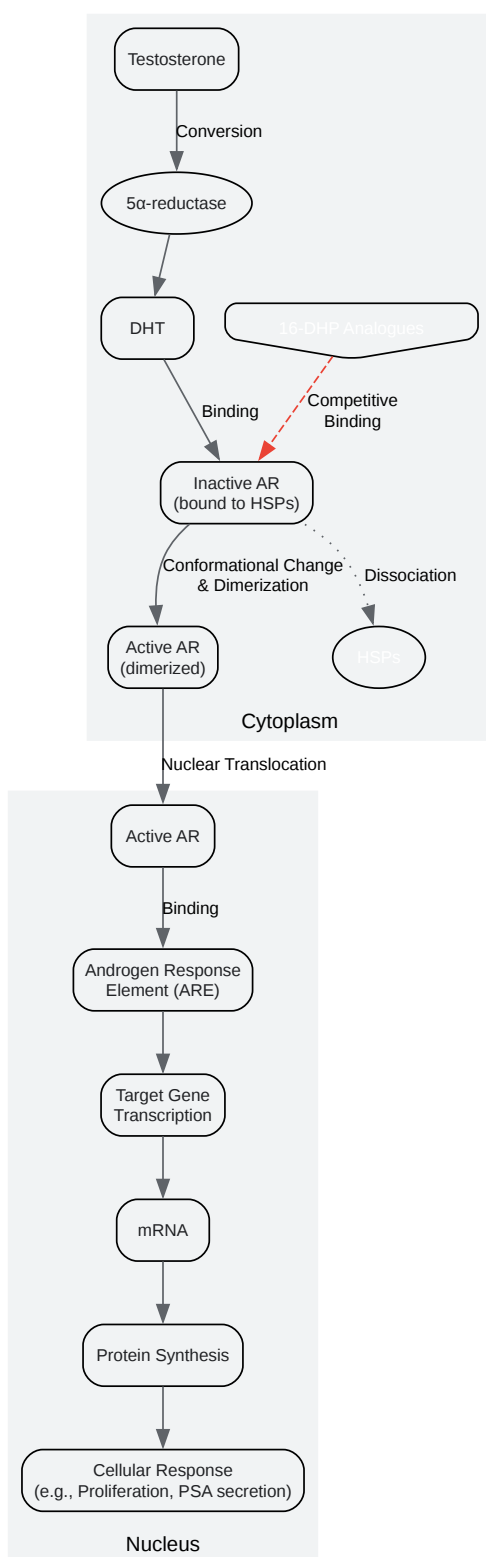 Testosterone
Conversion
5α-reductase
DHT
16-DHP Analogues
Binding
Competitive
Binding
Inactive AR
(bound to HSPs)
Conformational Change
& Dimerization
Dissociation
Active AR
(dimerized)
HSPs
Cytoplasm
Nuclear Translocation
Active AR
Binding
Androgen Response
Element (ARE)
Target Gene
Transcription
mRNA
Protein Synthesis
Cellular Response
(e.g., Proliferation, PSA secretion)
Nucleus